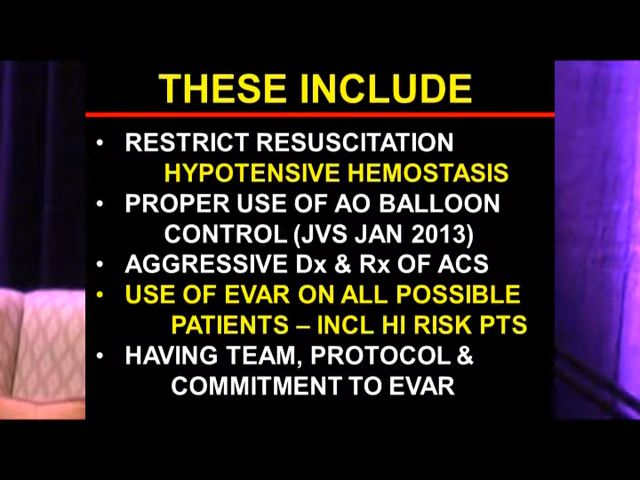 THESE INCLUDE
• RESTRICT RESUSCITATION
HYPOTENSIVE HEMOSTASIS
• PROPER USE OF AO BALLOON
CONTROL (JVS JAN 2013)
• AGGRESSIVE Dx & Rx OF ACS
• USE OF EVAR ON ALL POSSIBLE
PATIENTS – INCL HI RISK PTS
• HAVING TEAM, PROTOCOL &
COMMITMENT TO EVAR